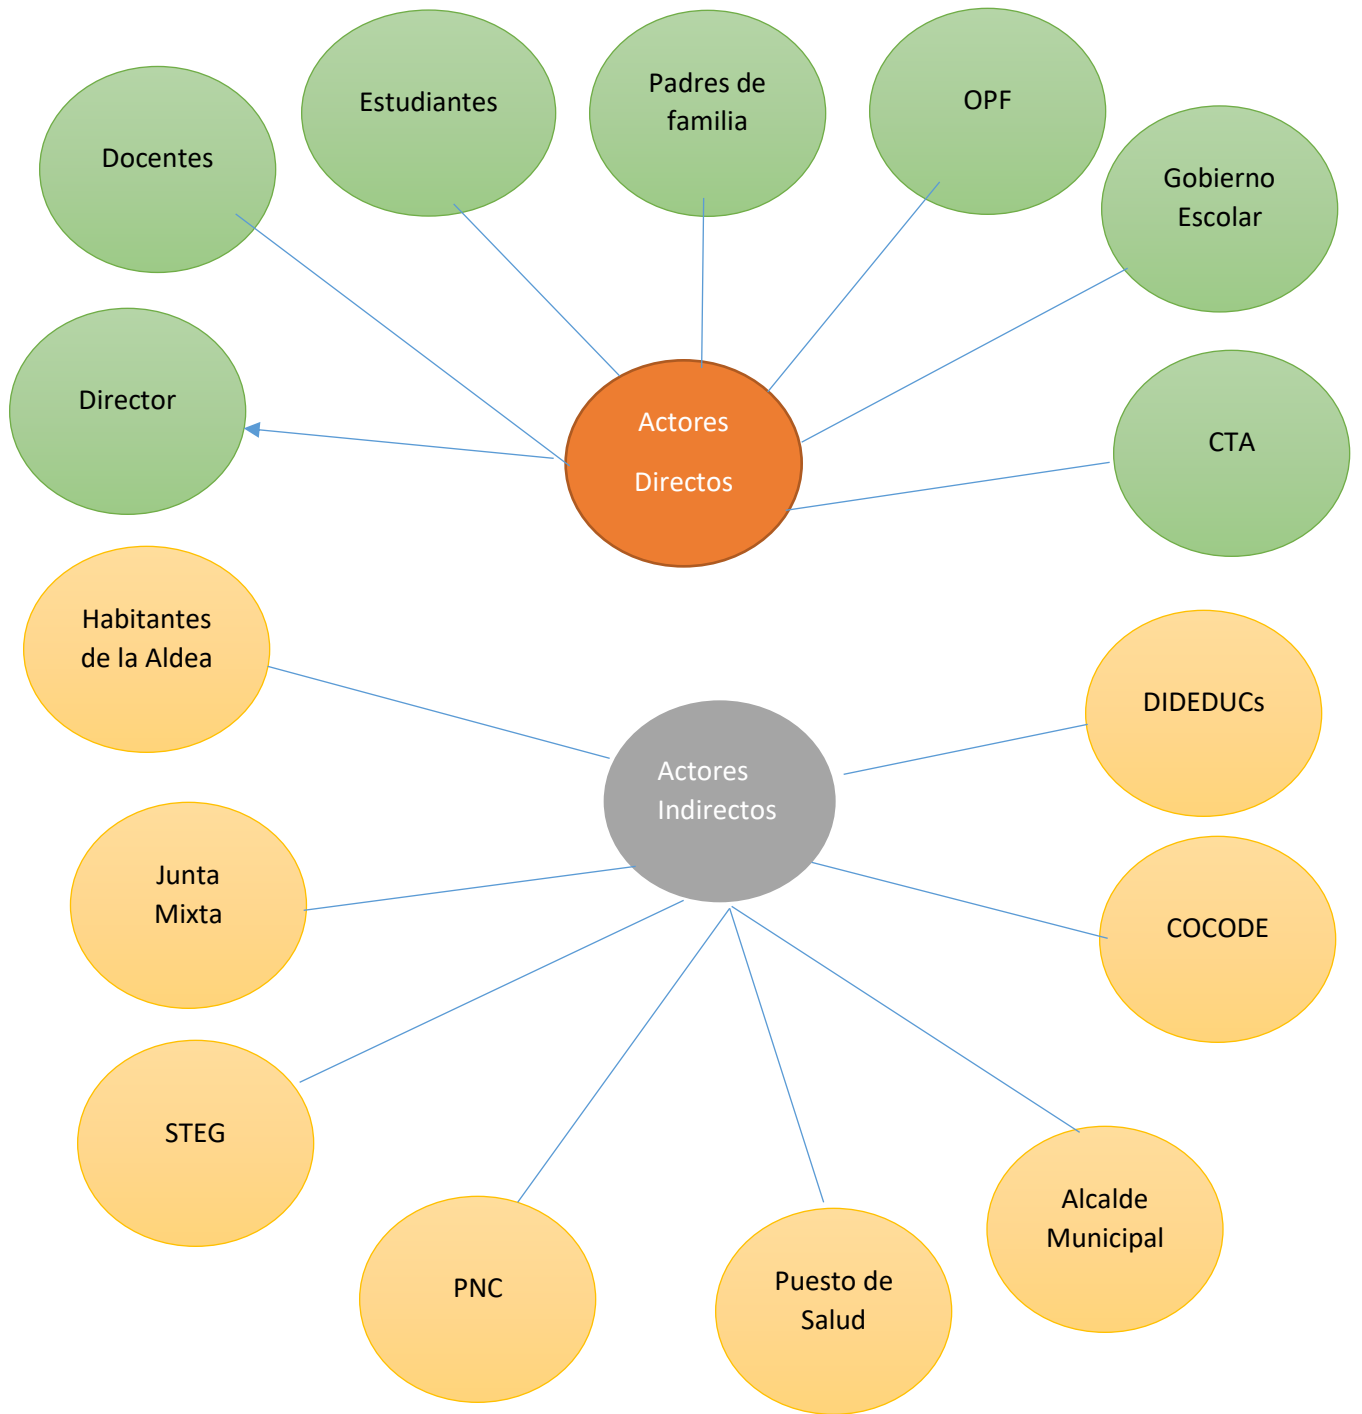 Estudiantes
Padres de
familia
OPF
Docentes
Gobierno
Escolar
Director
Actores
Directos
CTA
Habitantes
de la Aldea
DIDEDUCs
Actores
Indirectos
Junta
Mixta
COCODE
STEG
Alcalde
Municipal
PNC
Puesto de
Salud